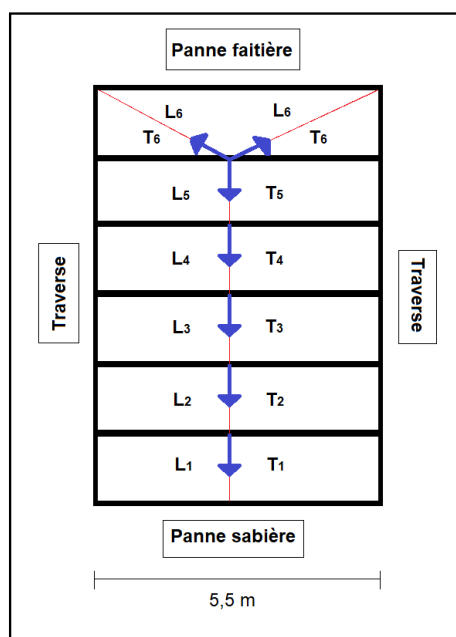 Panne faitière
L6 L6
T6 T6
L5 T5
L4 T4
Traverse
Traverse
L3 T3
L2 T2
L1 T1
Panne sabière
5,5 m